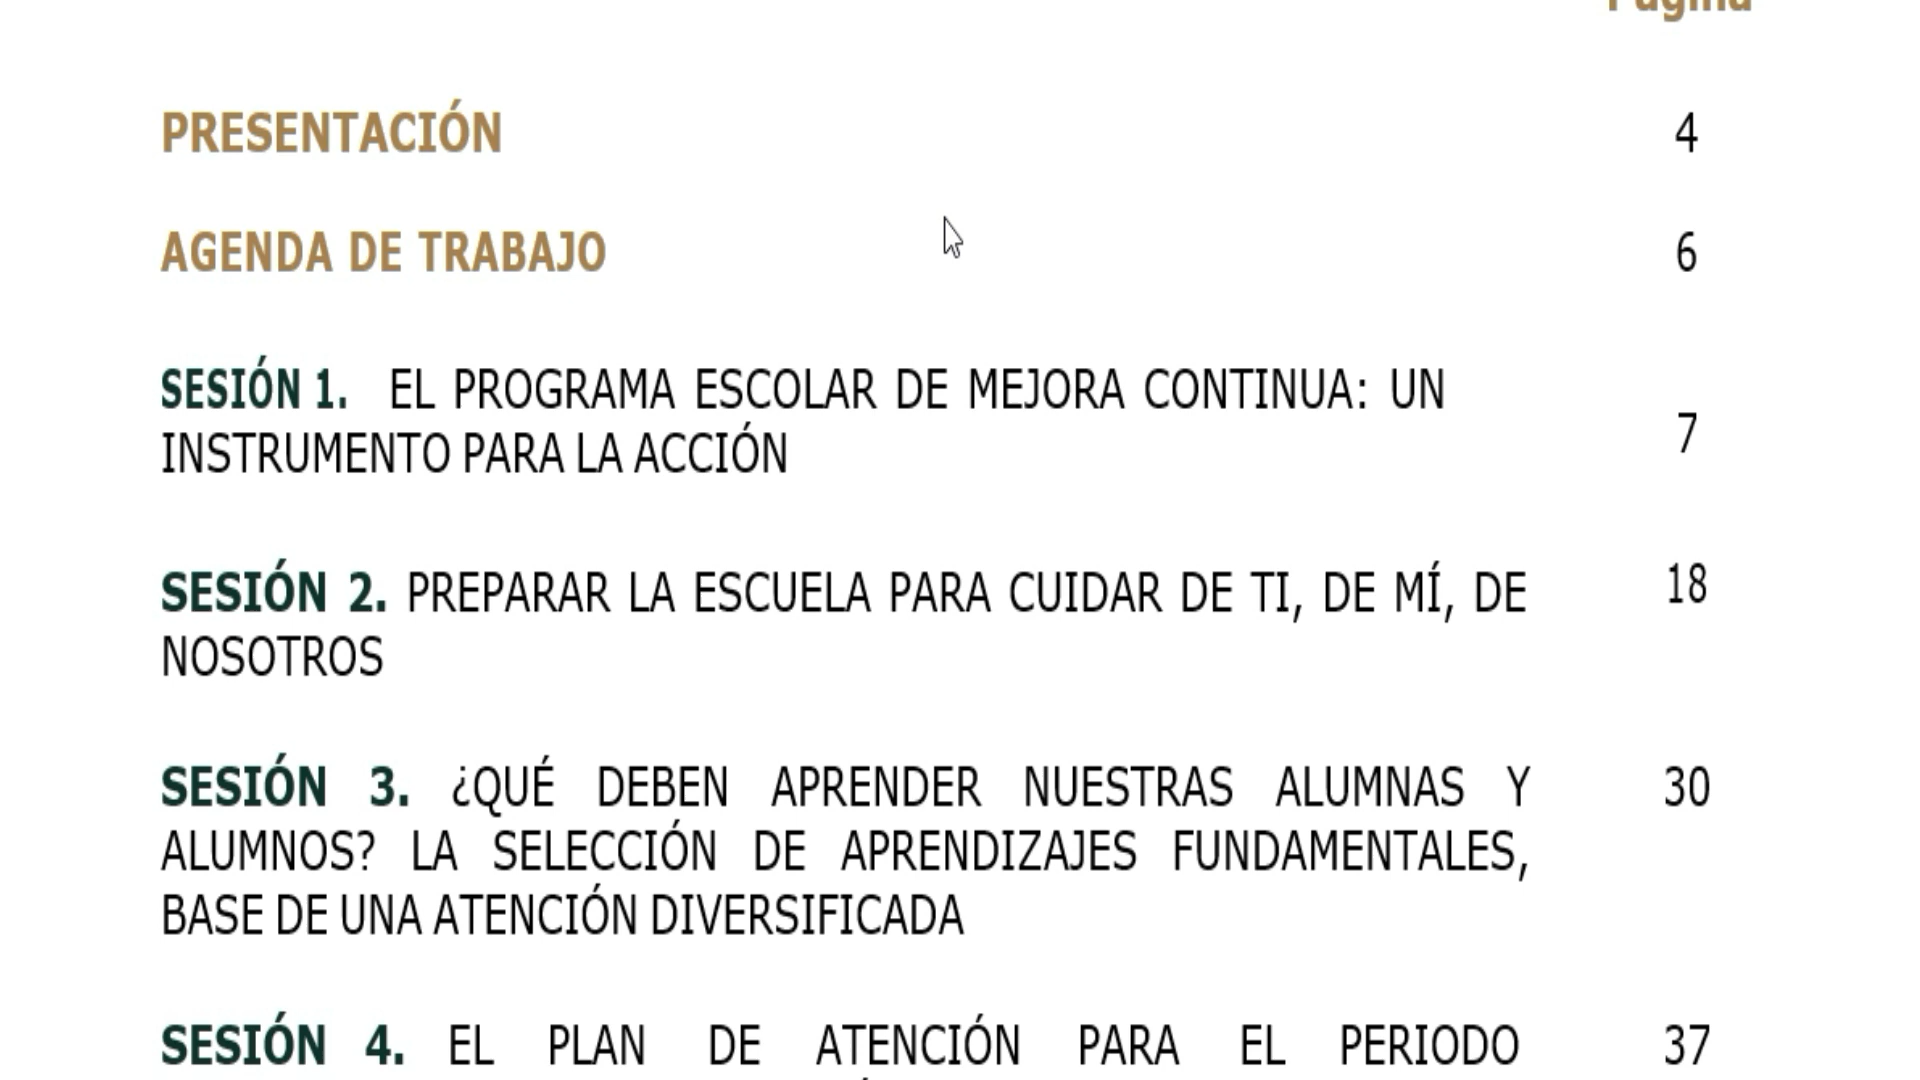 Página
PRESENTACIÓN 4
AGENDA DE TRABAJO 6
SESIÓN 1. EL PROGRAMA ESCOLAR DE MEJORA CONTINUA: UN
INSTRUMENTO PARA LA ACCIÓN 7
SESIÓN 2. PREPARAR LA ESCUELA PARA CUIDAR DE TI, DE MÍ, DE 18
NOSOTROS
SESIÓN 3. ¿QUÉ DEBEN APRENDER NUESTRAS ALUMNAS Y 30
ALUMNOS? LA SELECCIÓN DE APRENDIZAJES FUNDAMENTALES,
BASE DE UNA ATENCIÓN DIVERSIFICADA
SESIÓN 4. EL PLAN DE ATENCIÓN PARA EL PERIODO 37